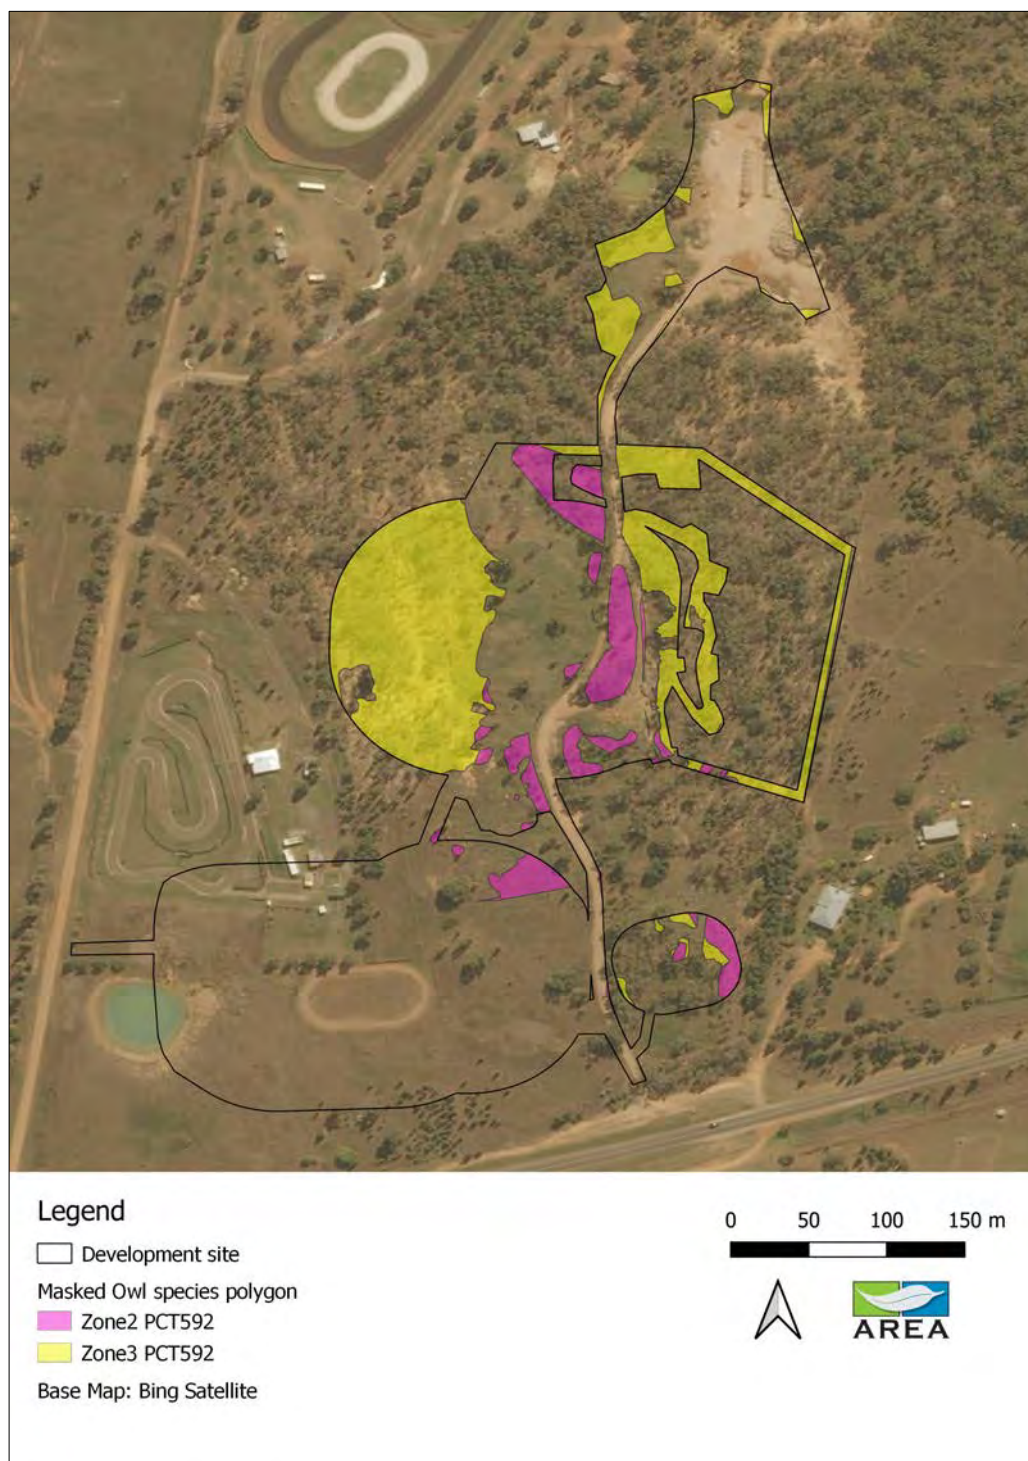 Legend
Development site
Masked Owl species polygon
Zone2 PCT592
Zone3 PCT592
Base Map: Bing Satellite
0 50 100 150 m
AREA